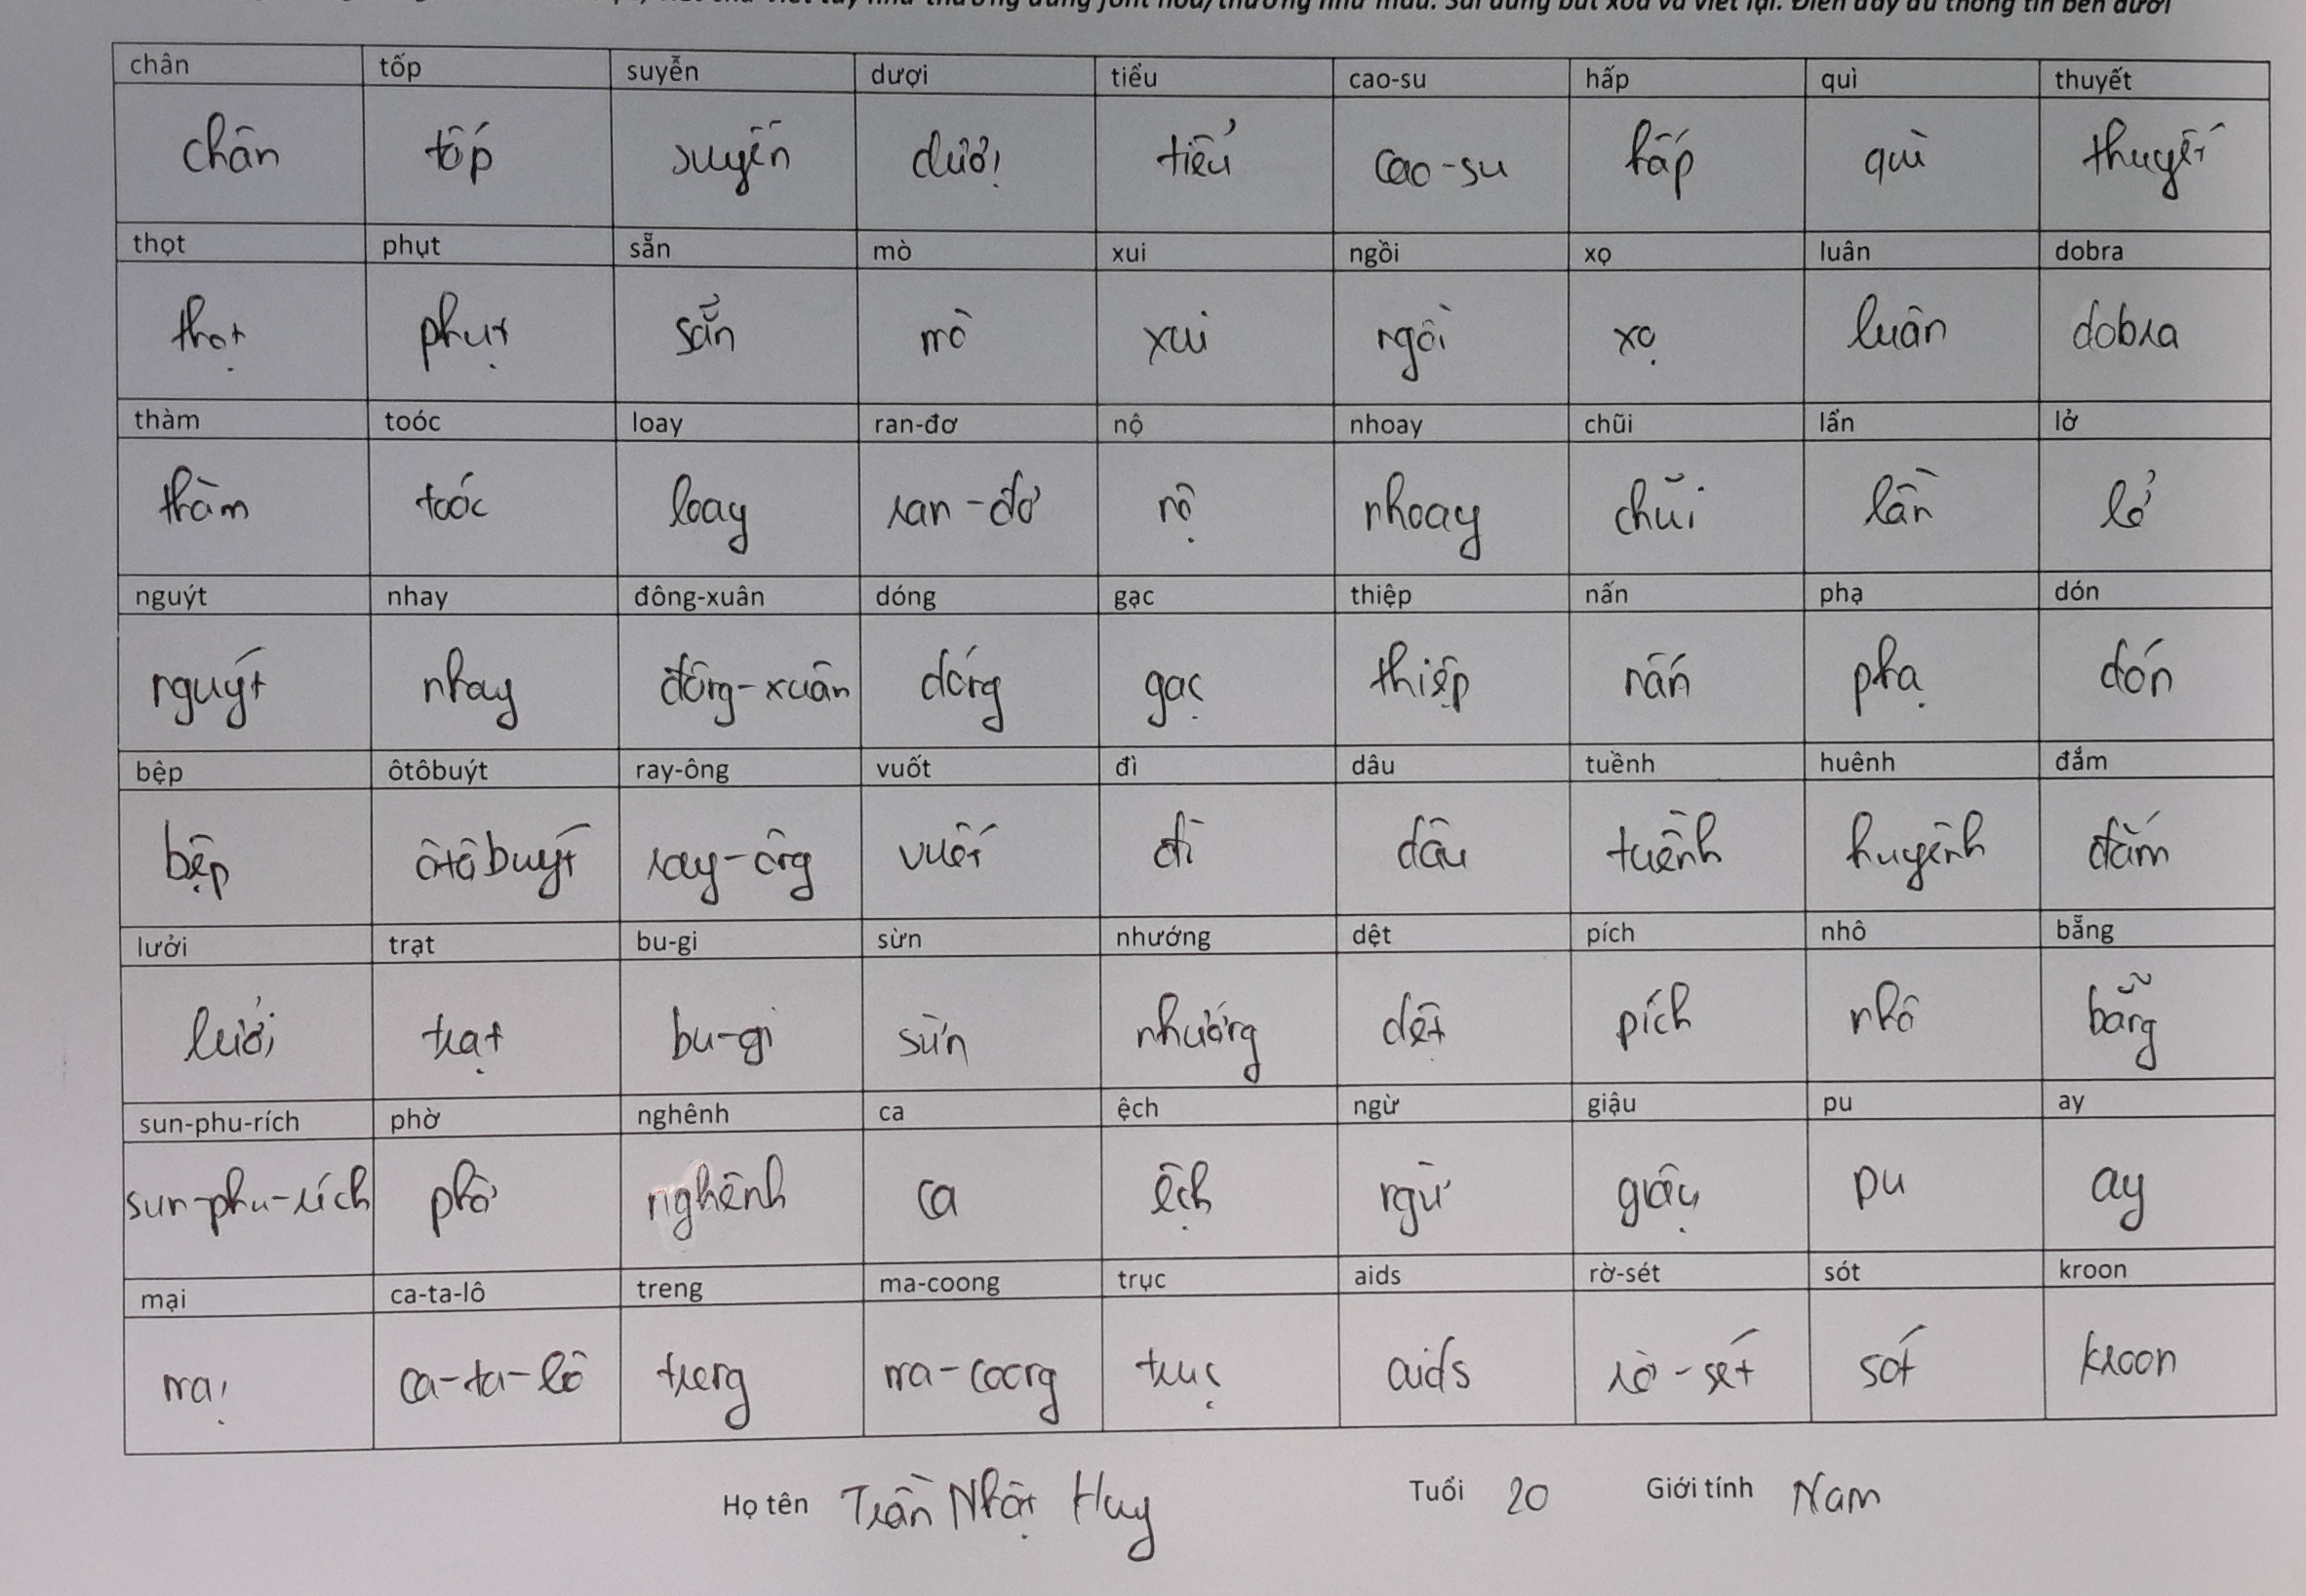 viết chữ viết tay như thường dùng font hoa/thường như mẫu. Sai dùng bút xoá và viết lại. Điền đầy đủ thông tin bên dưới
chân tốp suyễn dượi tiểu cao-su hấp quì thuyết
chân tốp suyễn dượi tiểu cao-su hấp quì thuyết
thọt phụt sẵn mò xui ngồi xọ luân dobra
thọt phụt sẵn mò xui ngồi xọ luân dobra
thàm toóc loay ran-đơ nộ nhoay chũi lẩn lở
thàm toóc loay ran-đơ nộ nhoay chũi lần lở
nguýt nhay đông-xuân dóng gạc thiệp nấn phạ dón
nguýt nhay đông-xuân dóng gạc thiệp nấn phạ dón
bệp ôtôbuýt ray-ông vuốt đì dâu tuềnh huênh đắm
bệp ôtôbuýt ray-ông vuết đì dâu tuềnh huyênh đắm
lưởi trạt bu-gi sừn nhướng dệt pích nhô bẵng
lưởi trạt bu-gi sừn nhướng dệt pích nhô bẵng
sun-phu-rích phờ nghênh ca ệch ngừ giậu pu ay
sun-phu-rích phờ nghênh ca ệch ngừ giậu pu ay
mại ca-ta-lô treng ma-coong trục aids rờ-sét sót kroon
mại ca-ta-lô treng ma-coong trục aids rờ-sét sót kroon
Họ tên Trần Nhật Huy Tuổi 20 Giới tính Nam